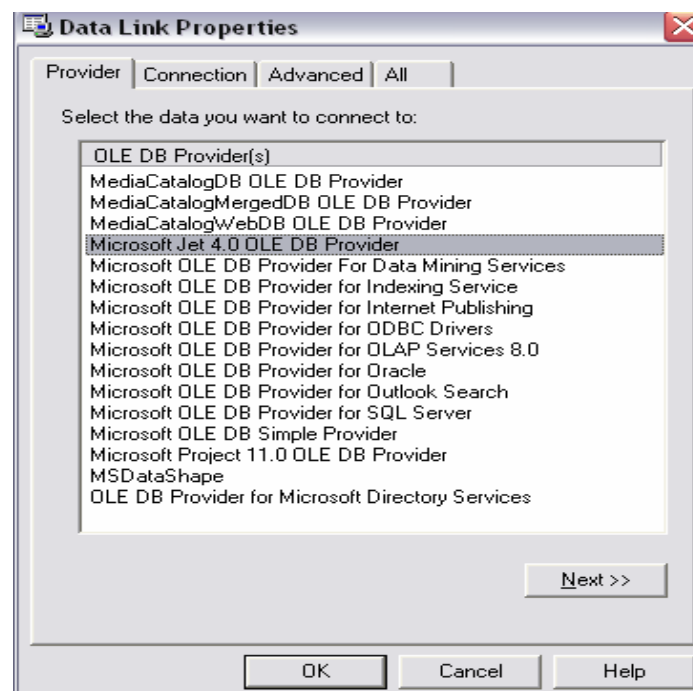 Data Link Properties
Provider Connection Advanced All
Select the data you want to connect to:
OLE DB Provider(s)
MediaCatalogDB OLE DB Provider
MediaCatalogMergedDB OLE DB Provider
MediaCatalogWebDB OLE DB Provider
Microsoft Jet 4.0 OLE DB Provider
Microsoft OLE DB Provider For Data Mining Services
Microsoft OLE DB Provider for Indexing Service
Microsoft OLE DB Provider for Internet Publishing
Microsoft OLE DB Provider for ODBC Drivers
Microsoft OLE DB Provider for OLAP Services 8.0
Microsoft OLE DB Provider for Oracle
Microsoft OLE DB Provider for Outlook Search
Microsoft OLE DB Provider for SQL Server
Microsoft OLE DB Simple Provider
Microsoft Project 11.0 OLE DB Provider
MSDataShape
OLE DB Provider for Microsoft Directory Services
Next >>
OK Cancel Help